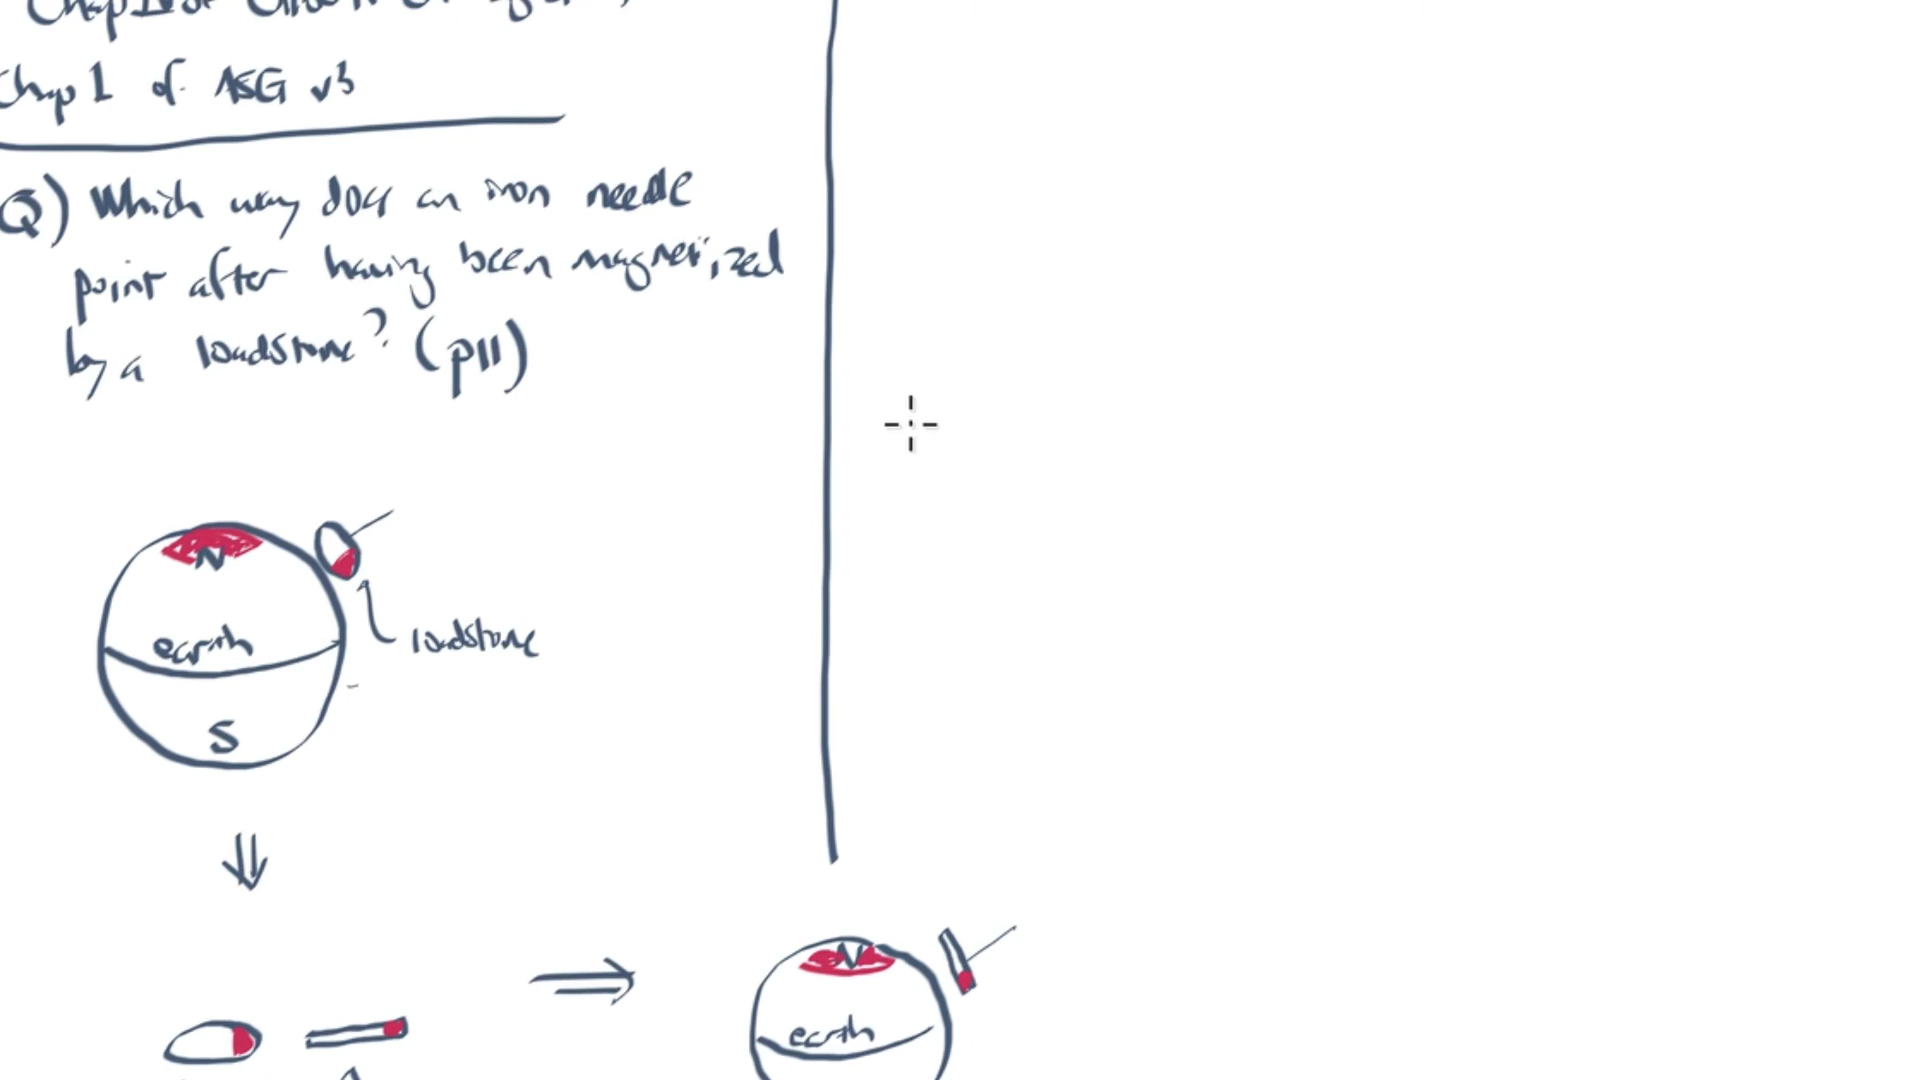 Chap 1 of ASG v3
Q) Which way does an iron needle
point after having been magnetized
by a loadstone? (p11)
N
earth
loadstone
S
N
earth